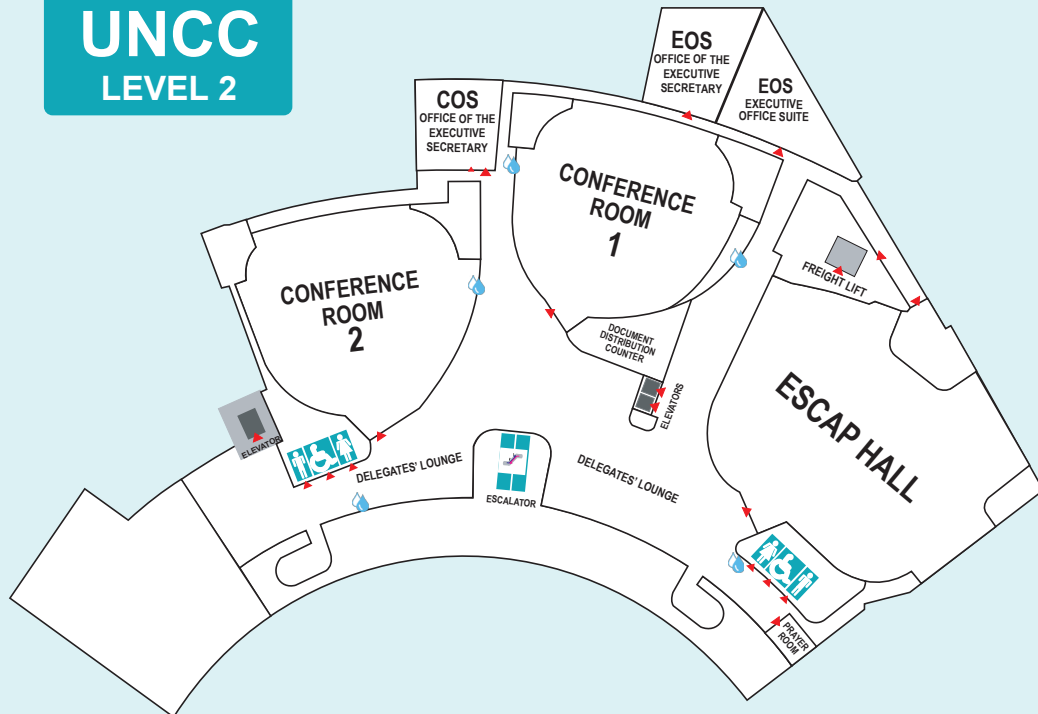 UNCC
LEVEL 2
EOS
OFFICE OF THE
EXECUTIVE
SECRETARY
EOS
EXECUTIVE
OFFICE SUITE
COS
OFFICE OF THE
EXECUTIVE
SECRETARY
CONFERENCE
ROOM
1
CONFERENCE
ROOM
2
FREIGHT LIFT
DOCUMENT
DISTRIBUTION
COUNTER
ELEVATORS
ESCAP HALL
ELEVATOR
DELEGATES' LOUNGE
ESCALATOR
DELEGATES' LOUNGE
PRAYER
ROOM